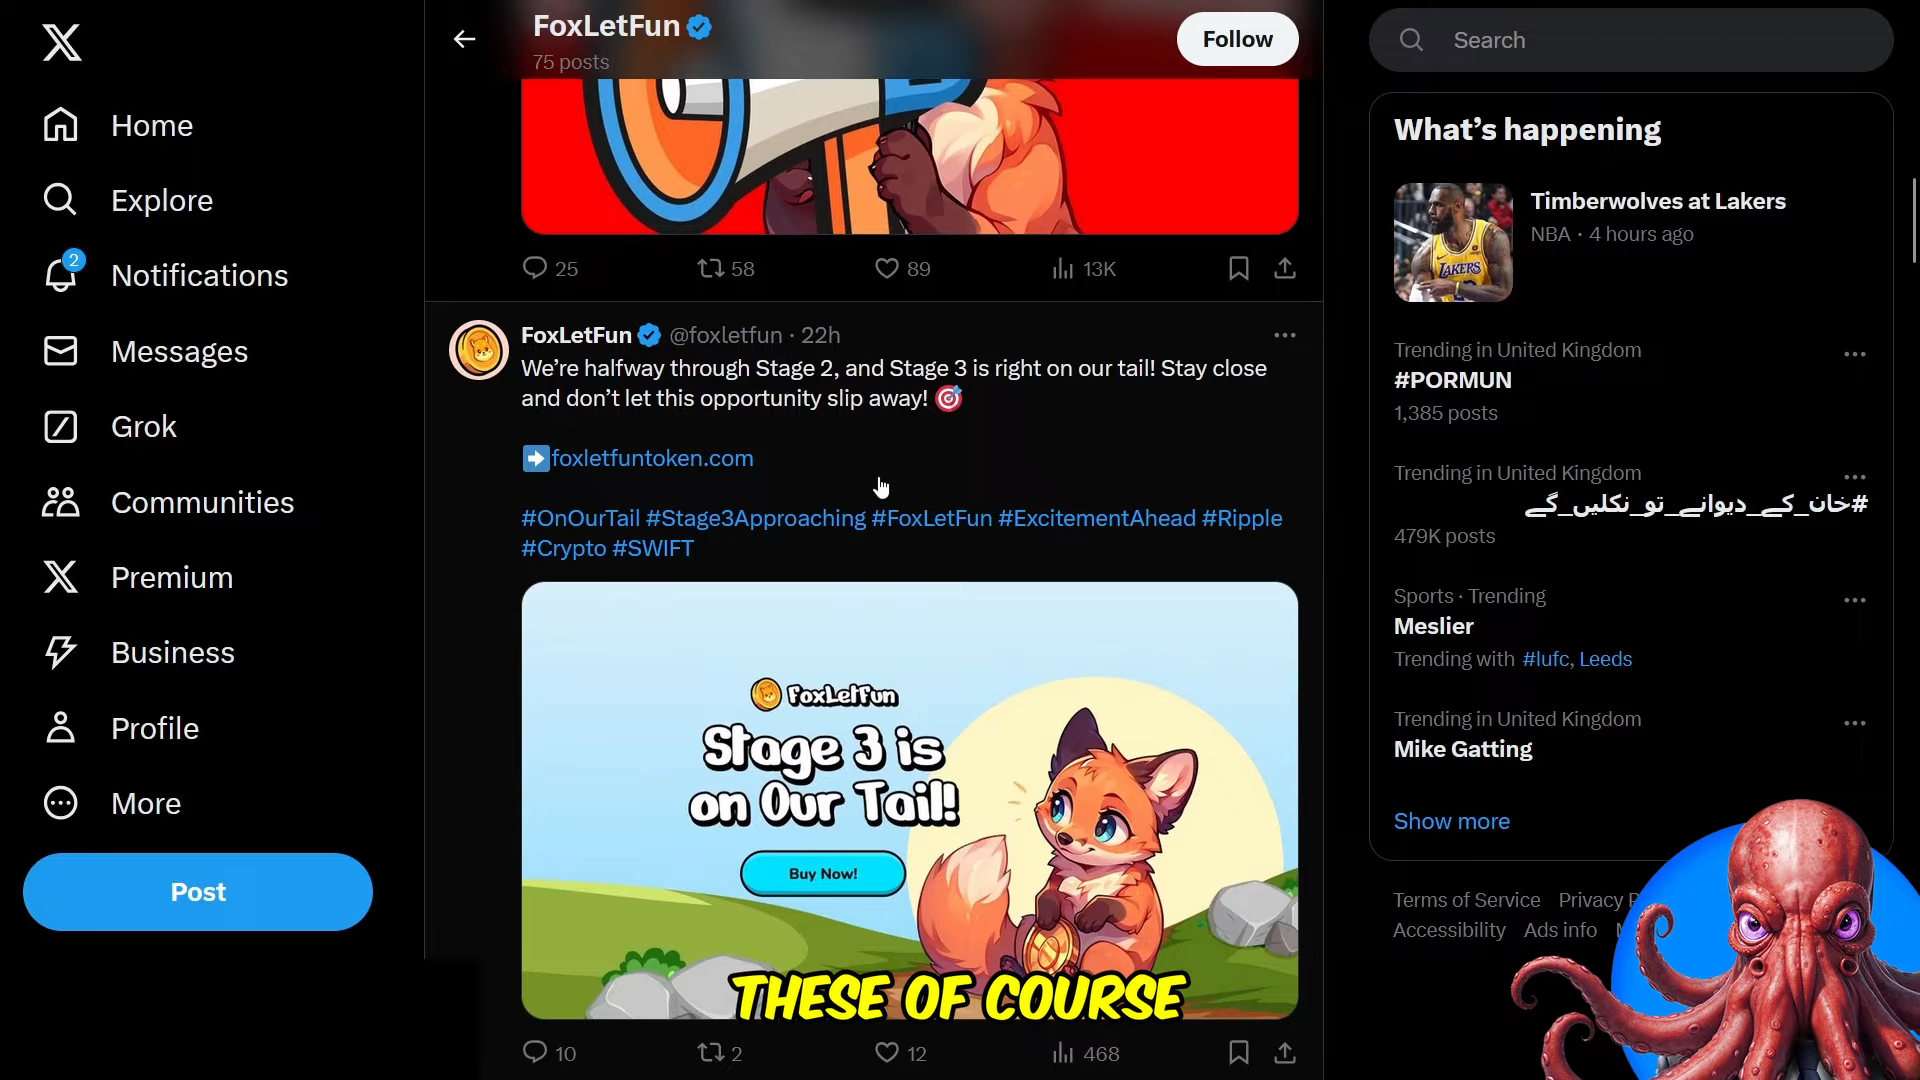 Home
Explore
2
Notifications
Messages
Grok
Communities
Premium
Business
Profile
More
Post
FoxLetFun
75 posts
Follow
25 58 89 13K
FoxLetFun @foxletfun · 22h
We're halfway through Stage 2, and Stage 3 is right on our tail! Stay close
and don't let this opportunity slip away! 🎯
➡️foxletfuntoken.com
#OnOurTail #Stage3Approaching #FoxLetFun #ExcitementAhead #Ripple
#Crypto #SWIFT
FoxLetFun
Stage 3 is
on Our Tail!
Buy Now!
THESE OF COURSE
10 2 12 468
Search
What's happening
Timberwolves at Lakers
NBA · 4 hours ago
LAKERS
Trending in United Kingdom
#PORMUN
1,385 posts
Trending in United Kingdom
#خان_کے_دیوانے_تو_نکلیں_گے
479K posts
Sports · Trending
Meslier
Trending with #lufc, Leeds
Trending in United Kingdom
Mike Gatting
Show more
Terms of Service Privacy
Accessibility Ads info